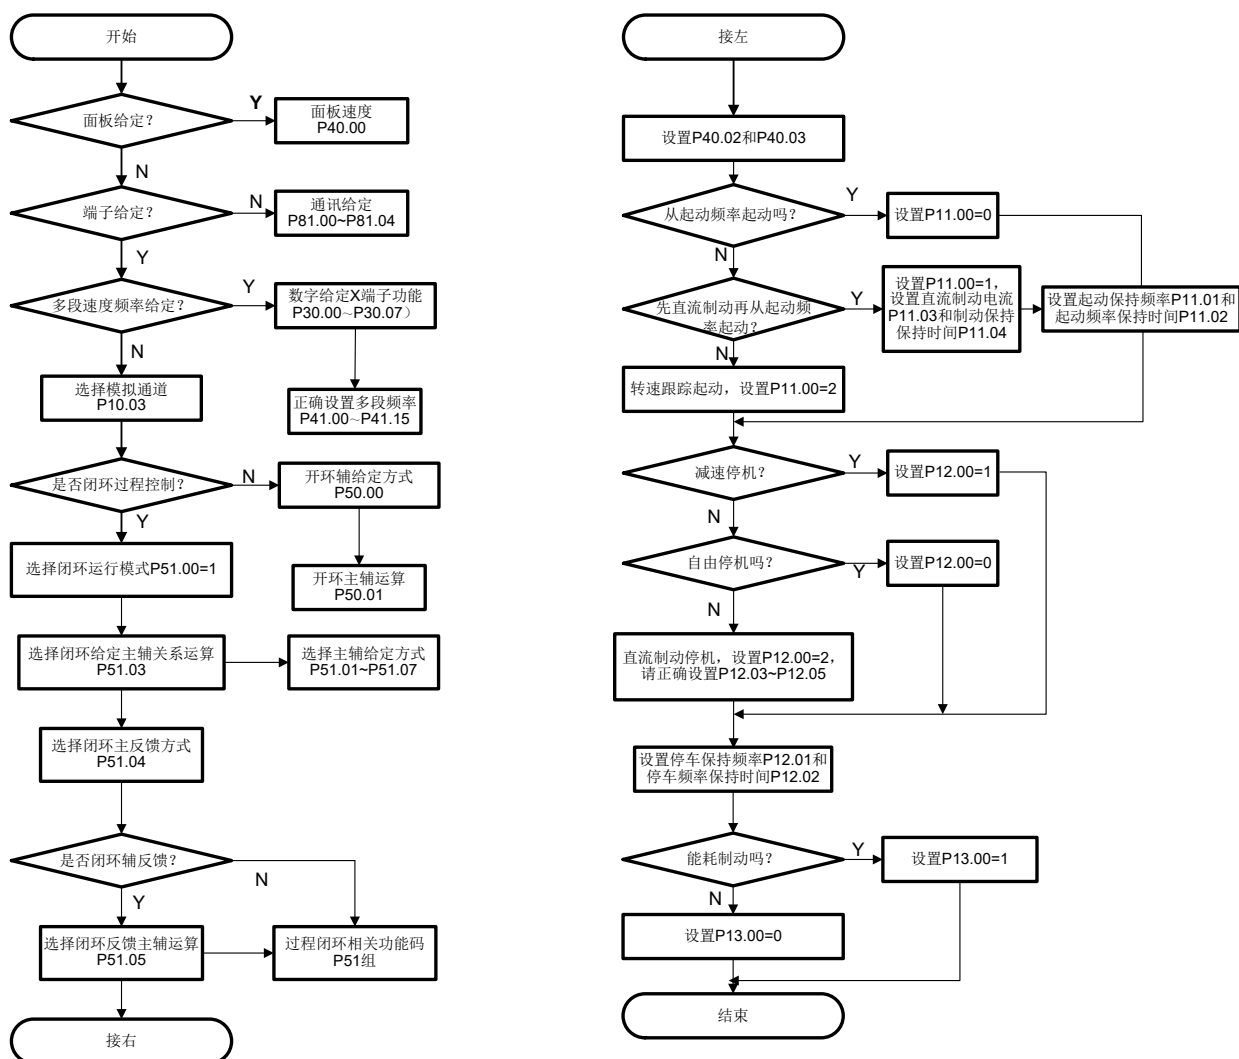 开始
面板给定？
Y
面板速度
P40.00
N
端子给定？
N
通讯给定
P81.00~P81.04
Y
多段速度频率给定？
Y
数字给定X端子功能
P30.00~P30.07）
N
选择模拟通道
P10.03
正确设置多段频率
P41.00~P41.15
是否闭环过程控制？
N
开环辅给定方式
P50.00
Y
选择闭环运行模式P51.00=1
开环主辅运算
P50.01
选择闭环给定主辅关系运算
P51.03
选择主辅给定方式
P51.01~P51.07
选择闭环主反馈方式
P51.04
是否闭环辅反馈？
N
Y
选择闭环反馈主辅运算
P51.05
过程闭环相关功能码
P51组
接右
接左
设置P40.02和P40.03
从起动频率起动吗？
Y
设置P11.00=0
N
先直流制动再从起动频
率起动？
Y
设置P11.00=1，
设置直流制动电流
P11.03和制动保持
保持时间P11.04
设置起动保持频率P11.01和
起动频率保持时间P11.02
N
转速跟踪起动，设置P11.00=2
减速停机？
Y
设置P12.00=1
N
自由停机吗？
Y
设置P12.00=0
N
直流制动停机，设置P12.00=2，
请正确设置P12.03~P12.05
设置停车保持频率P12.01和
停车频率保持时间P12.02
能耗制动吗？
Y
设置P13.00=1
N
设置P13.00=0
结束